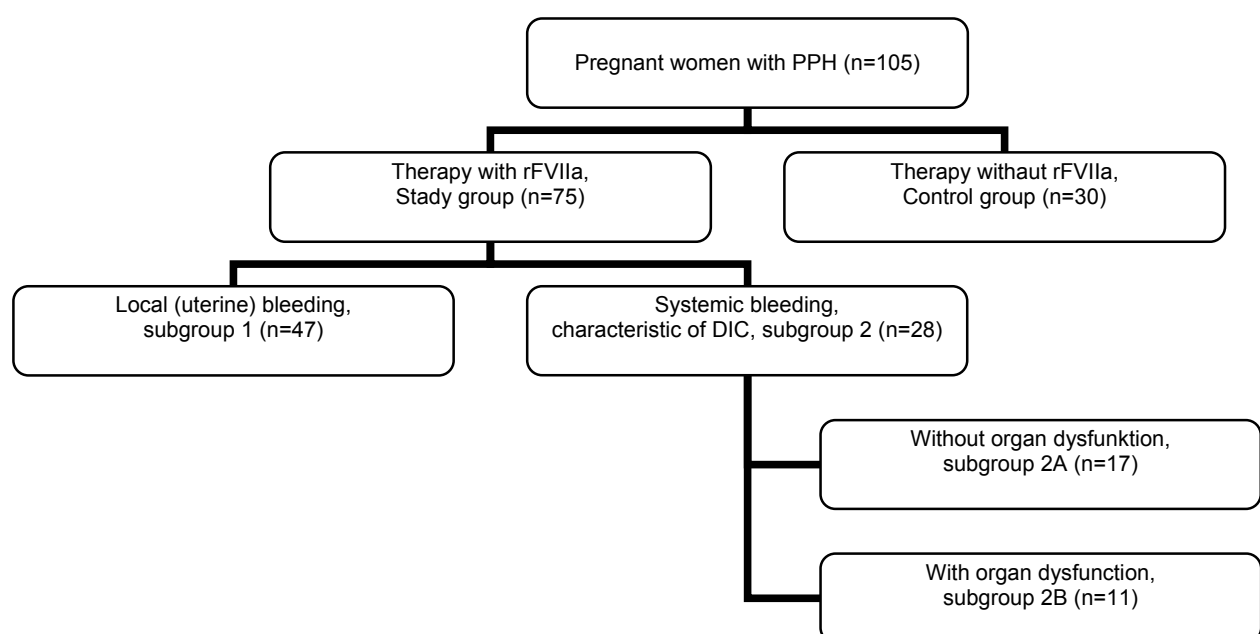 Pregnant women with PPH (n=105)
Therapy with rFVIIa,
Stady group (n=75)
Therapy withaut rFVIIa,
Control group (n=30)
Local (uterine) bleeding,
subgroup 1 (n=47)
Systemic bleeding,
characteristic of DIC, subgroup 2 (n=28)
Without organ dysfunktion,
subgroup 2A (n=17)
With organ dysfunction,
subgroup 2B (n=11)